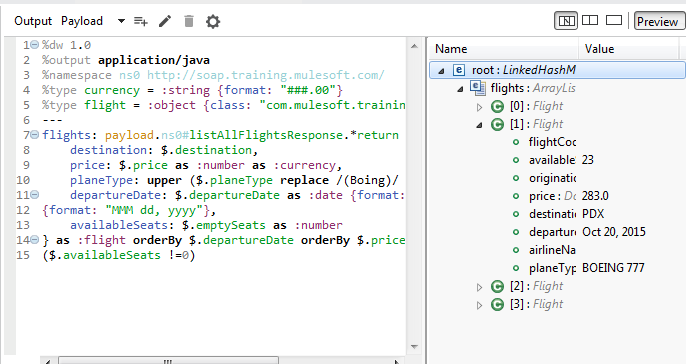 Output Payload
Preview
1 %dw 1.0
2 %output application/java
3 %namespace ns0 http://soap.training.mulesoft.com/
4 %type currency = :string {format: "###.00"}
5 %type flight = :object {class: "com.mulesoft.trainin
6 ---
7 flights: payload.ns0#listAllFlightsResponse.*return
8 destination: $.destination,
9 price: $.price as :number as :currency,
10 planeType: upper ($.planeType replace /(Boing)/
11 departureDate: $.departureDate as :date {format:
12 {format: "MMM dd, yyyy"},
13 availableSeats: $.emptySeats as :number
14 } as :flight orderBy $.departureDate orderBy $.price
15 ($.availableSeats !=0)
Name Value
root : LinkedHashM
flights : ArrayLis
[0] : Flight
[1] : Flight
flightCoc
available 23
originatic
price : Do 283.0
destinati PDX
departur Oct 20, 2015
airlineNa
planeTyp BOEING 777
[2] : Flight
[3] : Flight